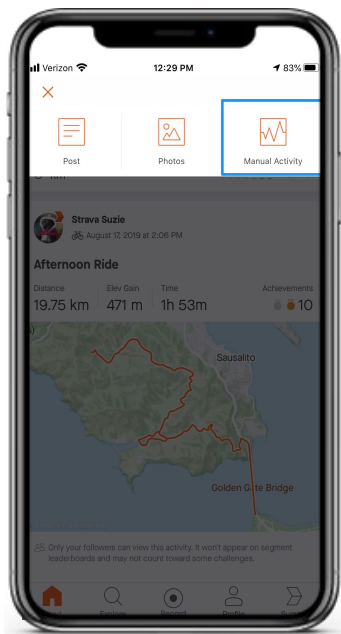 Verizon 12:29 PM 83%
Post Photos Manual Activity
km
Strava Suzie
August 17, 2019 at 2:06 PM
Afternoon Ride
Distance Elev Gain Time Achievements
19.75 km 471 m 1h 53m 10
Sausalito
Golden Gate Bridge
Only your followers can view this activity. It won't appear on segment
leaderboards and may not count toward some challenges.
Explore Record Profile